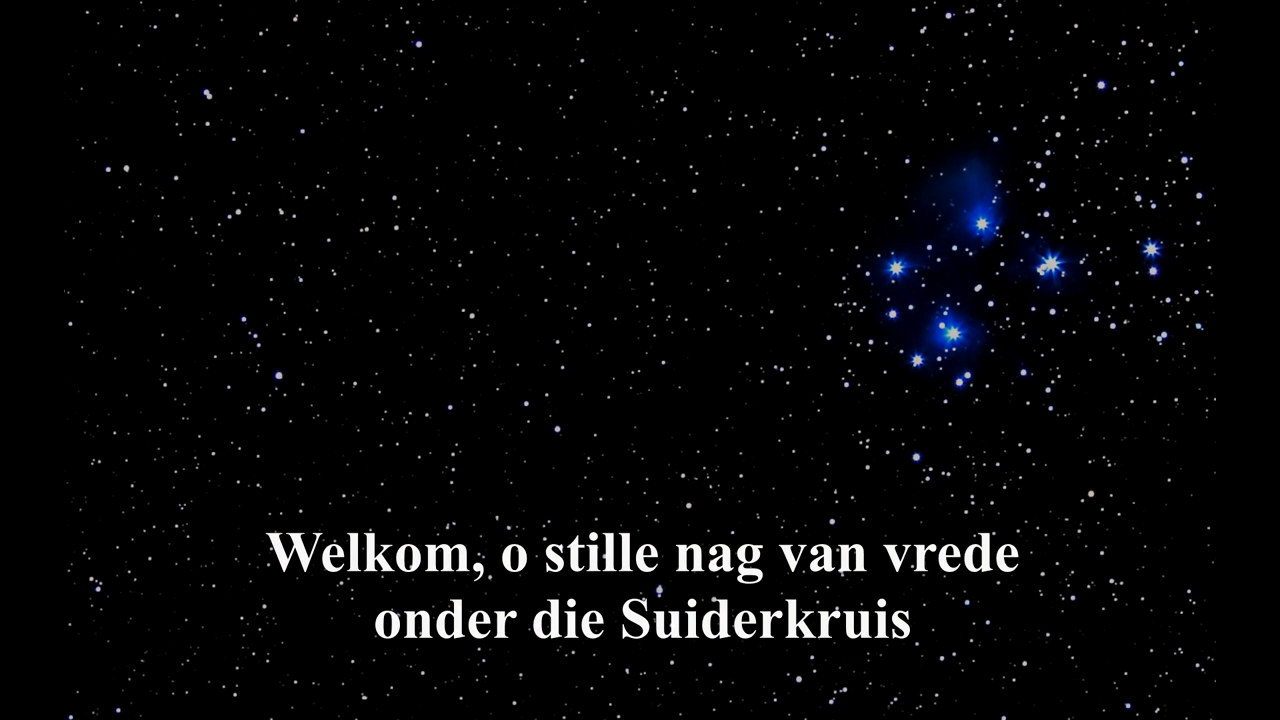 Welkom, o stille nag van vrede
onder die Suiderkruis